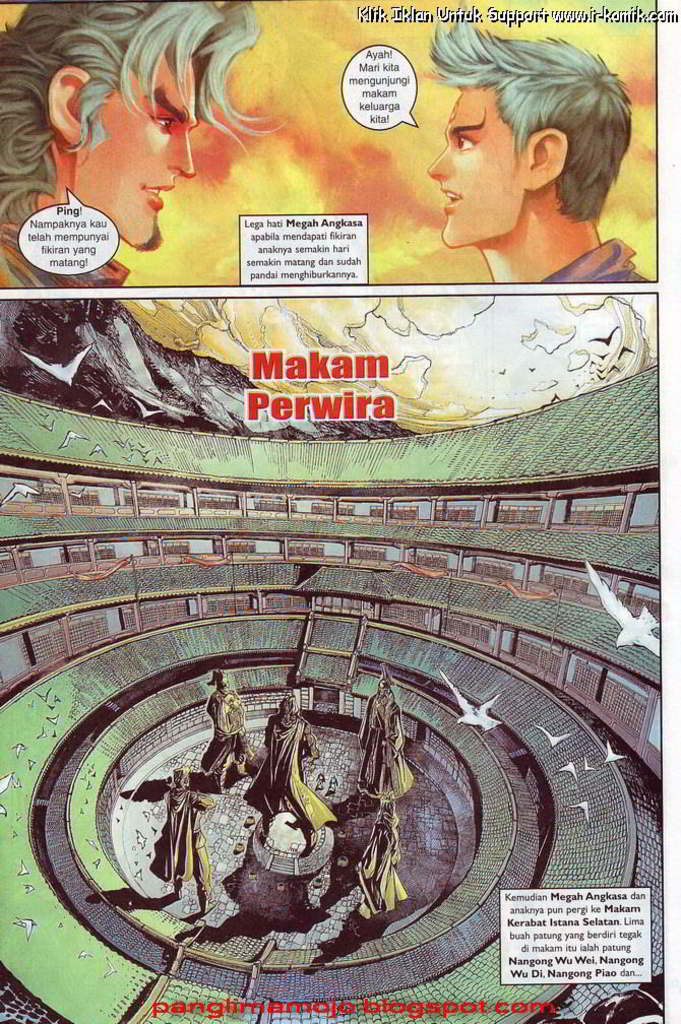 Klik Iklan Untuk Support www.i-komik.com
Ayah!
Mari kita
mengunjungi
makam
keluarga
kita!
Ping!
Nampaknya kau
telah mempunyai
fikiran yang
matang!
Lega hati Megah Angkasa
apabila mendapati fikiran
anaknya semakin hari
semakin matang dan sudah
pandai menghiburkannya.
Makam
Perwira
Kemudian Megah Angkasa dan
anaknya pun pergi ke Makam
Kerabat Istana Selatan. Lima
buah patung yang berdiri tegak
di makam itu ialah patung
Nangong Wu Wei, Nangong
Wu Di, Nangong Piao dan...
panglimamojo.blogspot.com